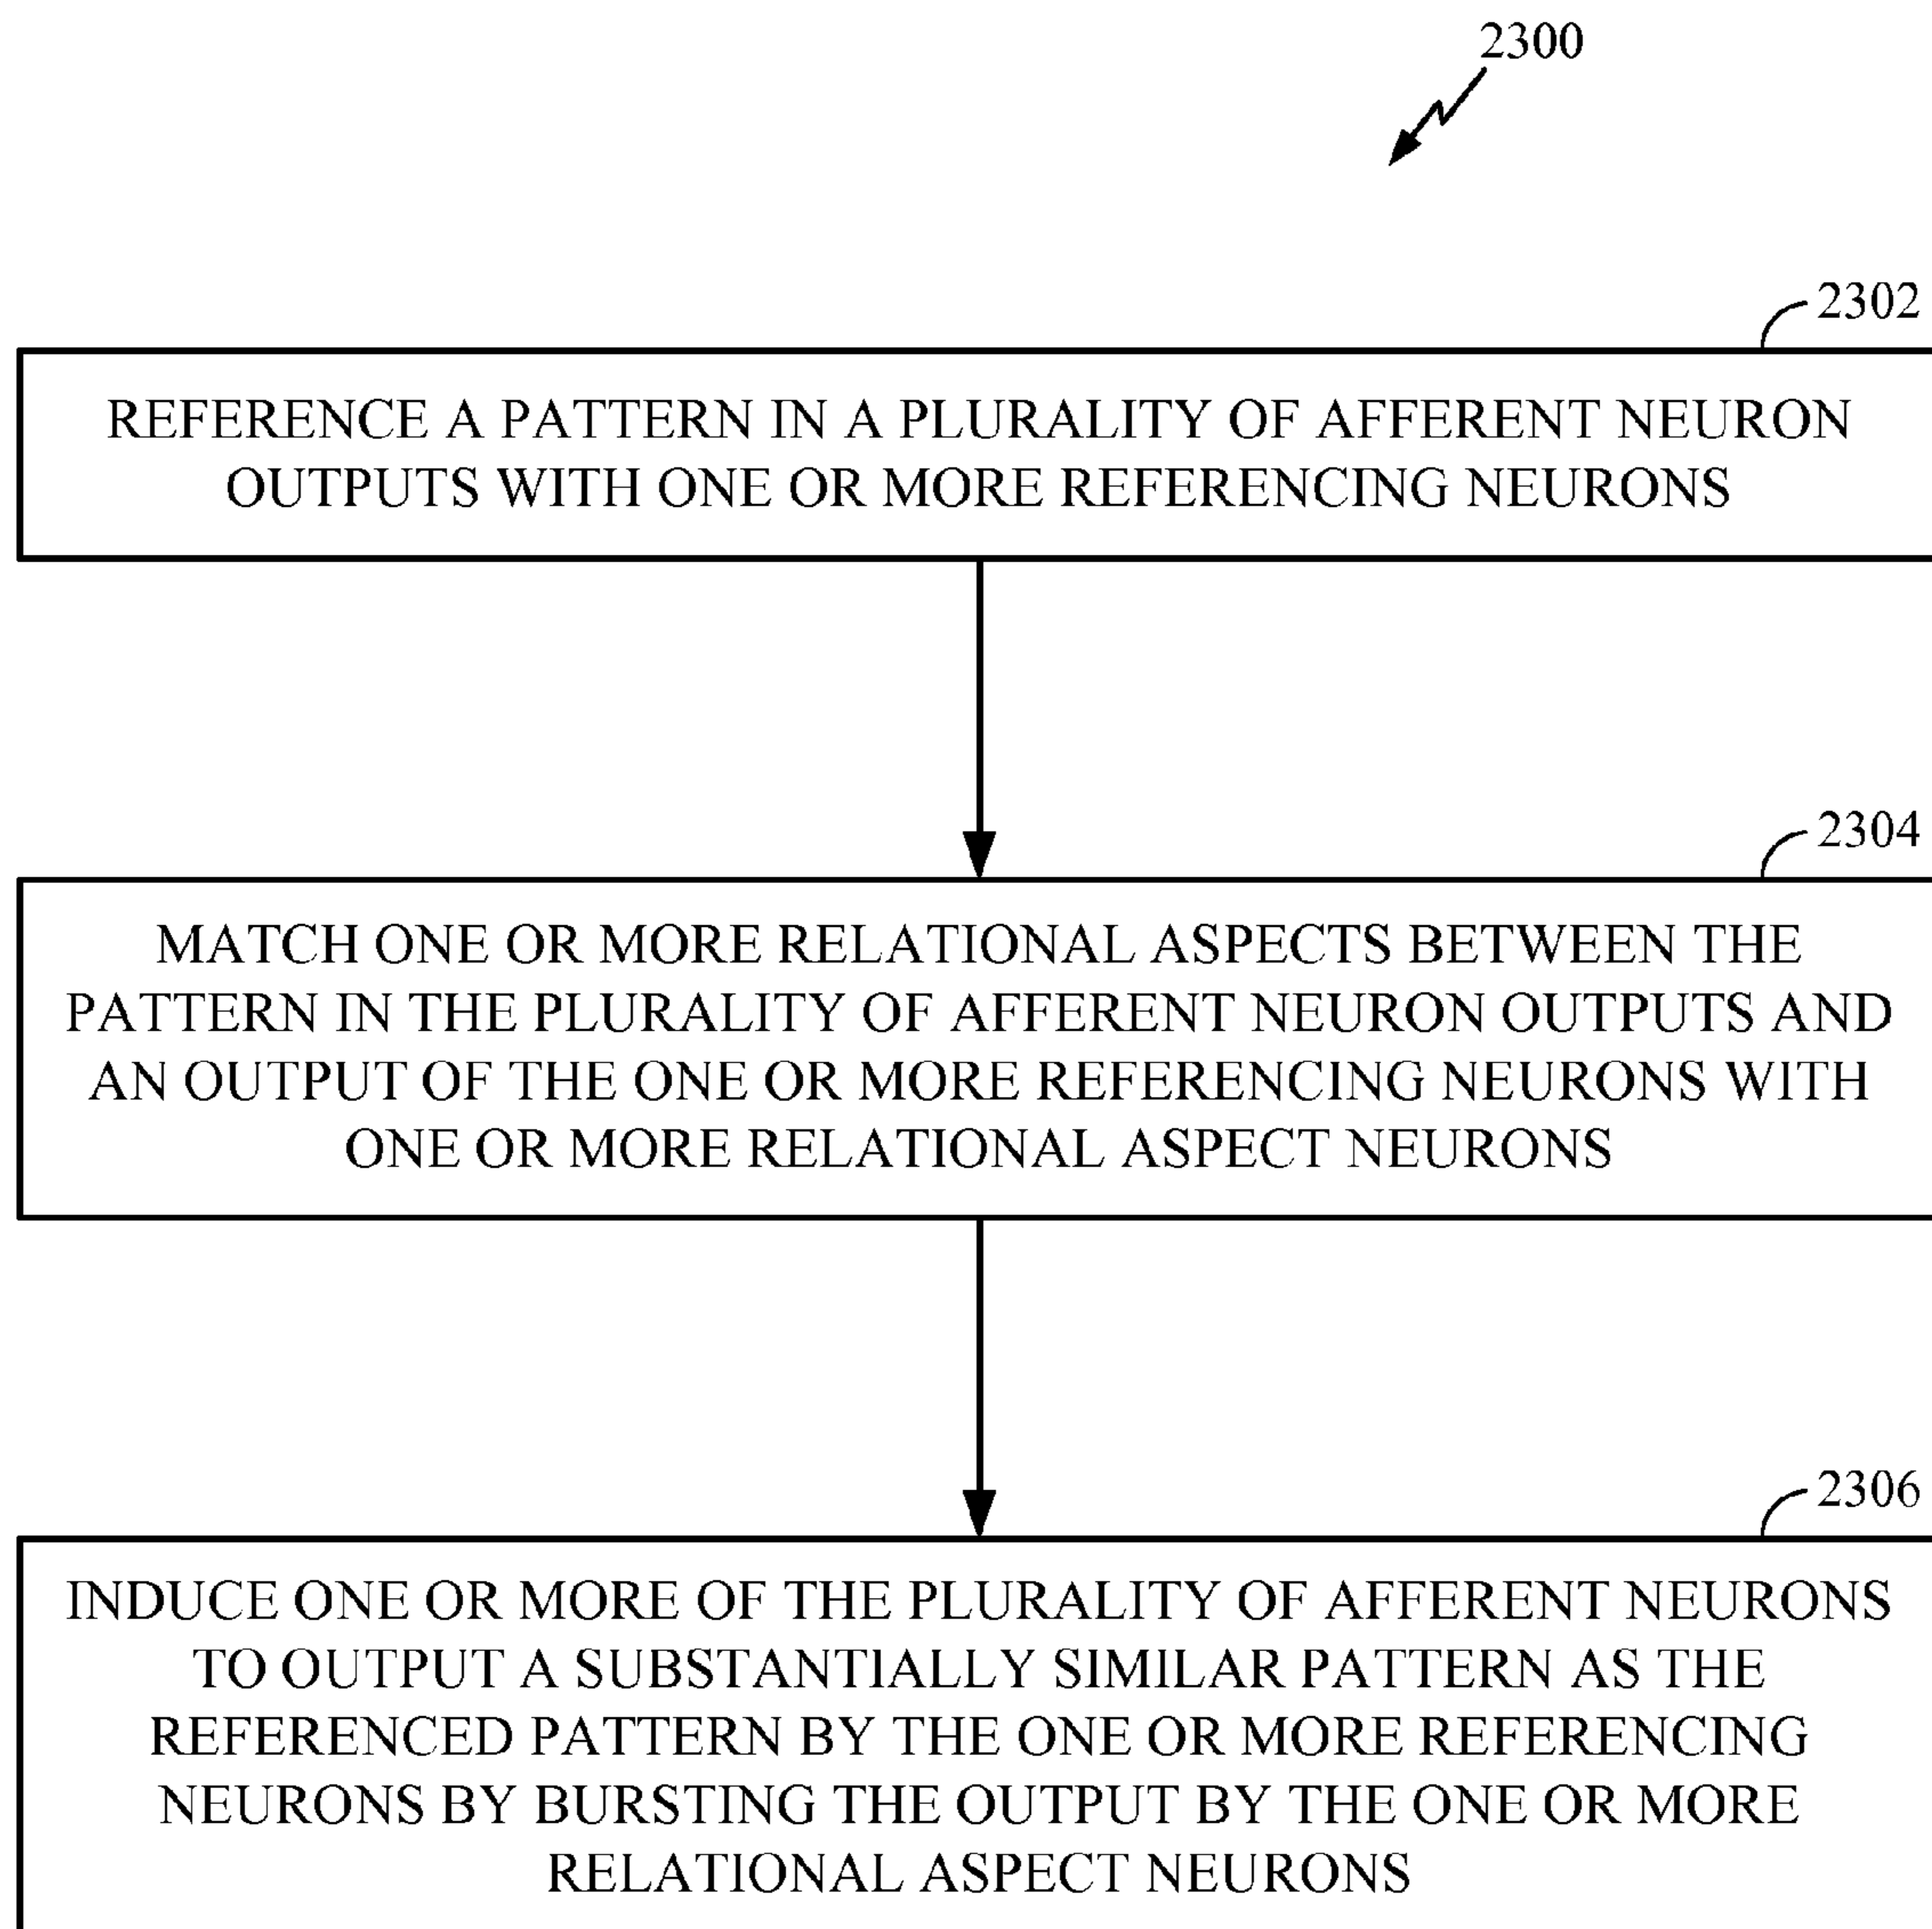 2300
2302
REFERENCE A PATTERN IN A PLURALITY OF AFFERENT NEURON
OUTPUTS WITH ONE OR MORE REFERENCING NEURONS
2304
MATCH ONE OR MORE RELATIONAL ASPECTS BETWEEN THE
PATTERN IN THE PLURALITY OF AFFERENT NEURON OUTPUTS AND
AN OUTPUT OF THE ONE OR MORE REFERENCING NEURONS WITH
ONE OR MORE RELATIONAL ASPECT NEURONS
2306
INDUCE ONE OR MORE OF THE PLURALITY OF AFFERENT NEURONS
TO OUTPUT A SUBSTANTIALLY SIMILAR PATTERN AS THE
REFERENCED PATTERN BY THE ONE OR MORE REFERENCING
NEURONS BY BURSTING THE OUTPUT BY THE ONE OR MORE
RELATIONAL ASPECT NEURONS